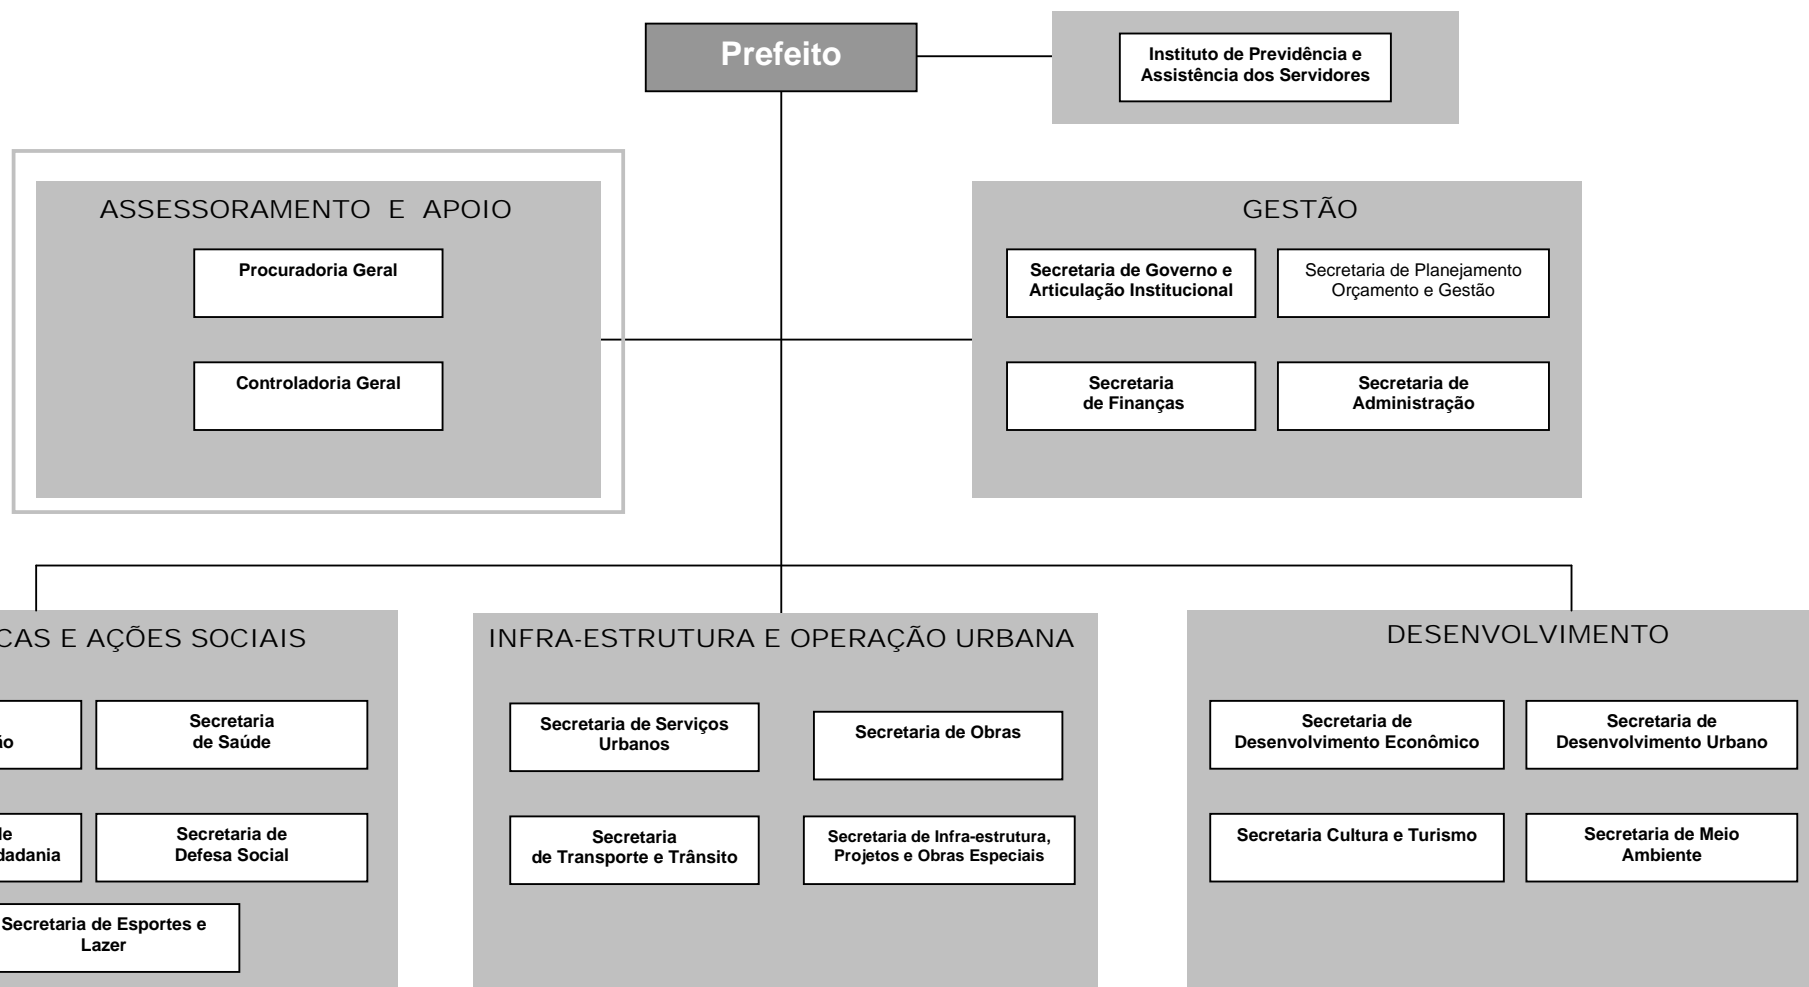 Prefeito
Instituto de Previdência e
Assistência dos Servidores
ASSESSORAMENTO E APOIO
Procuradoria Geral
Controladoria Geral
GESTÃO
Secretaria de Governo e
Articulação Institucional
Secretaria de Planejamento
Orçamento e Gestão
Secretaria
de Finanças
Secretaria de
Administração
E AÇÕES SOCIAIS
Secretaria
de Saúde
Secretaria de
Defesa Social
Secretaria de Esportes e
Lazer
INFRA-ESTRUTURA E OPERAÇÃO URBANA
Secretaria de Serviços
Urbanos
Secretaria de Obras
Secretaria
de Transporte e Trânsito
Secretaria de Infra-estrutura,
Projetos e Obras Especiais
DESENVOLVIMENTO
Secretaria de
Desenvolvimento Econômico
Secretaria de
Desenvolvimento Urbano
Secretaria Cultura e Turismo
Secretaria de Meio
Ambiente